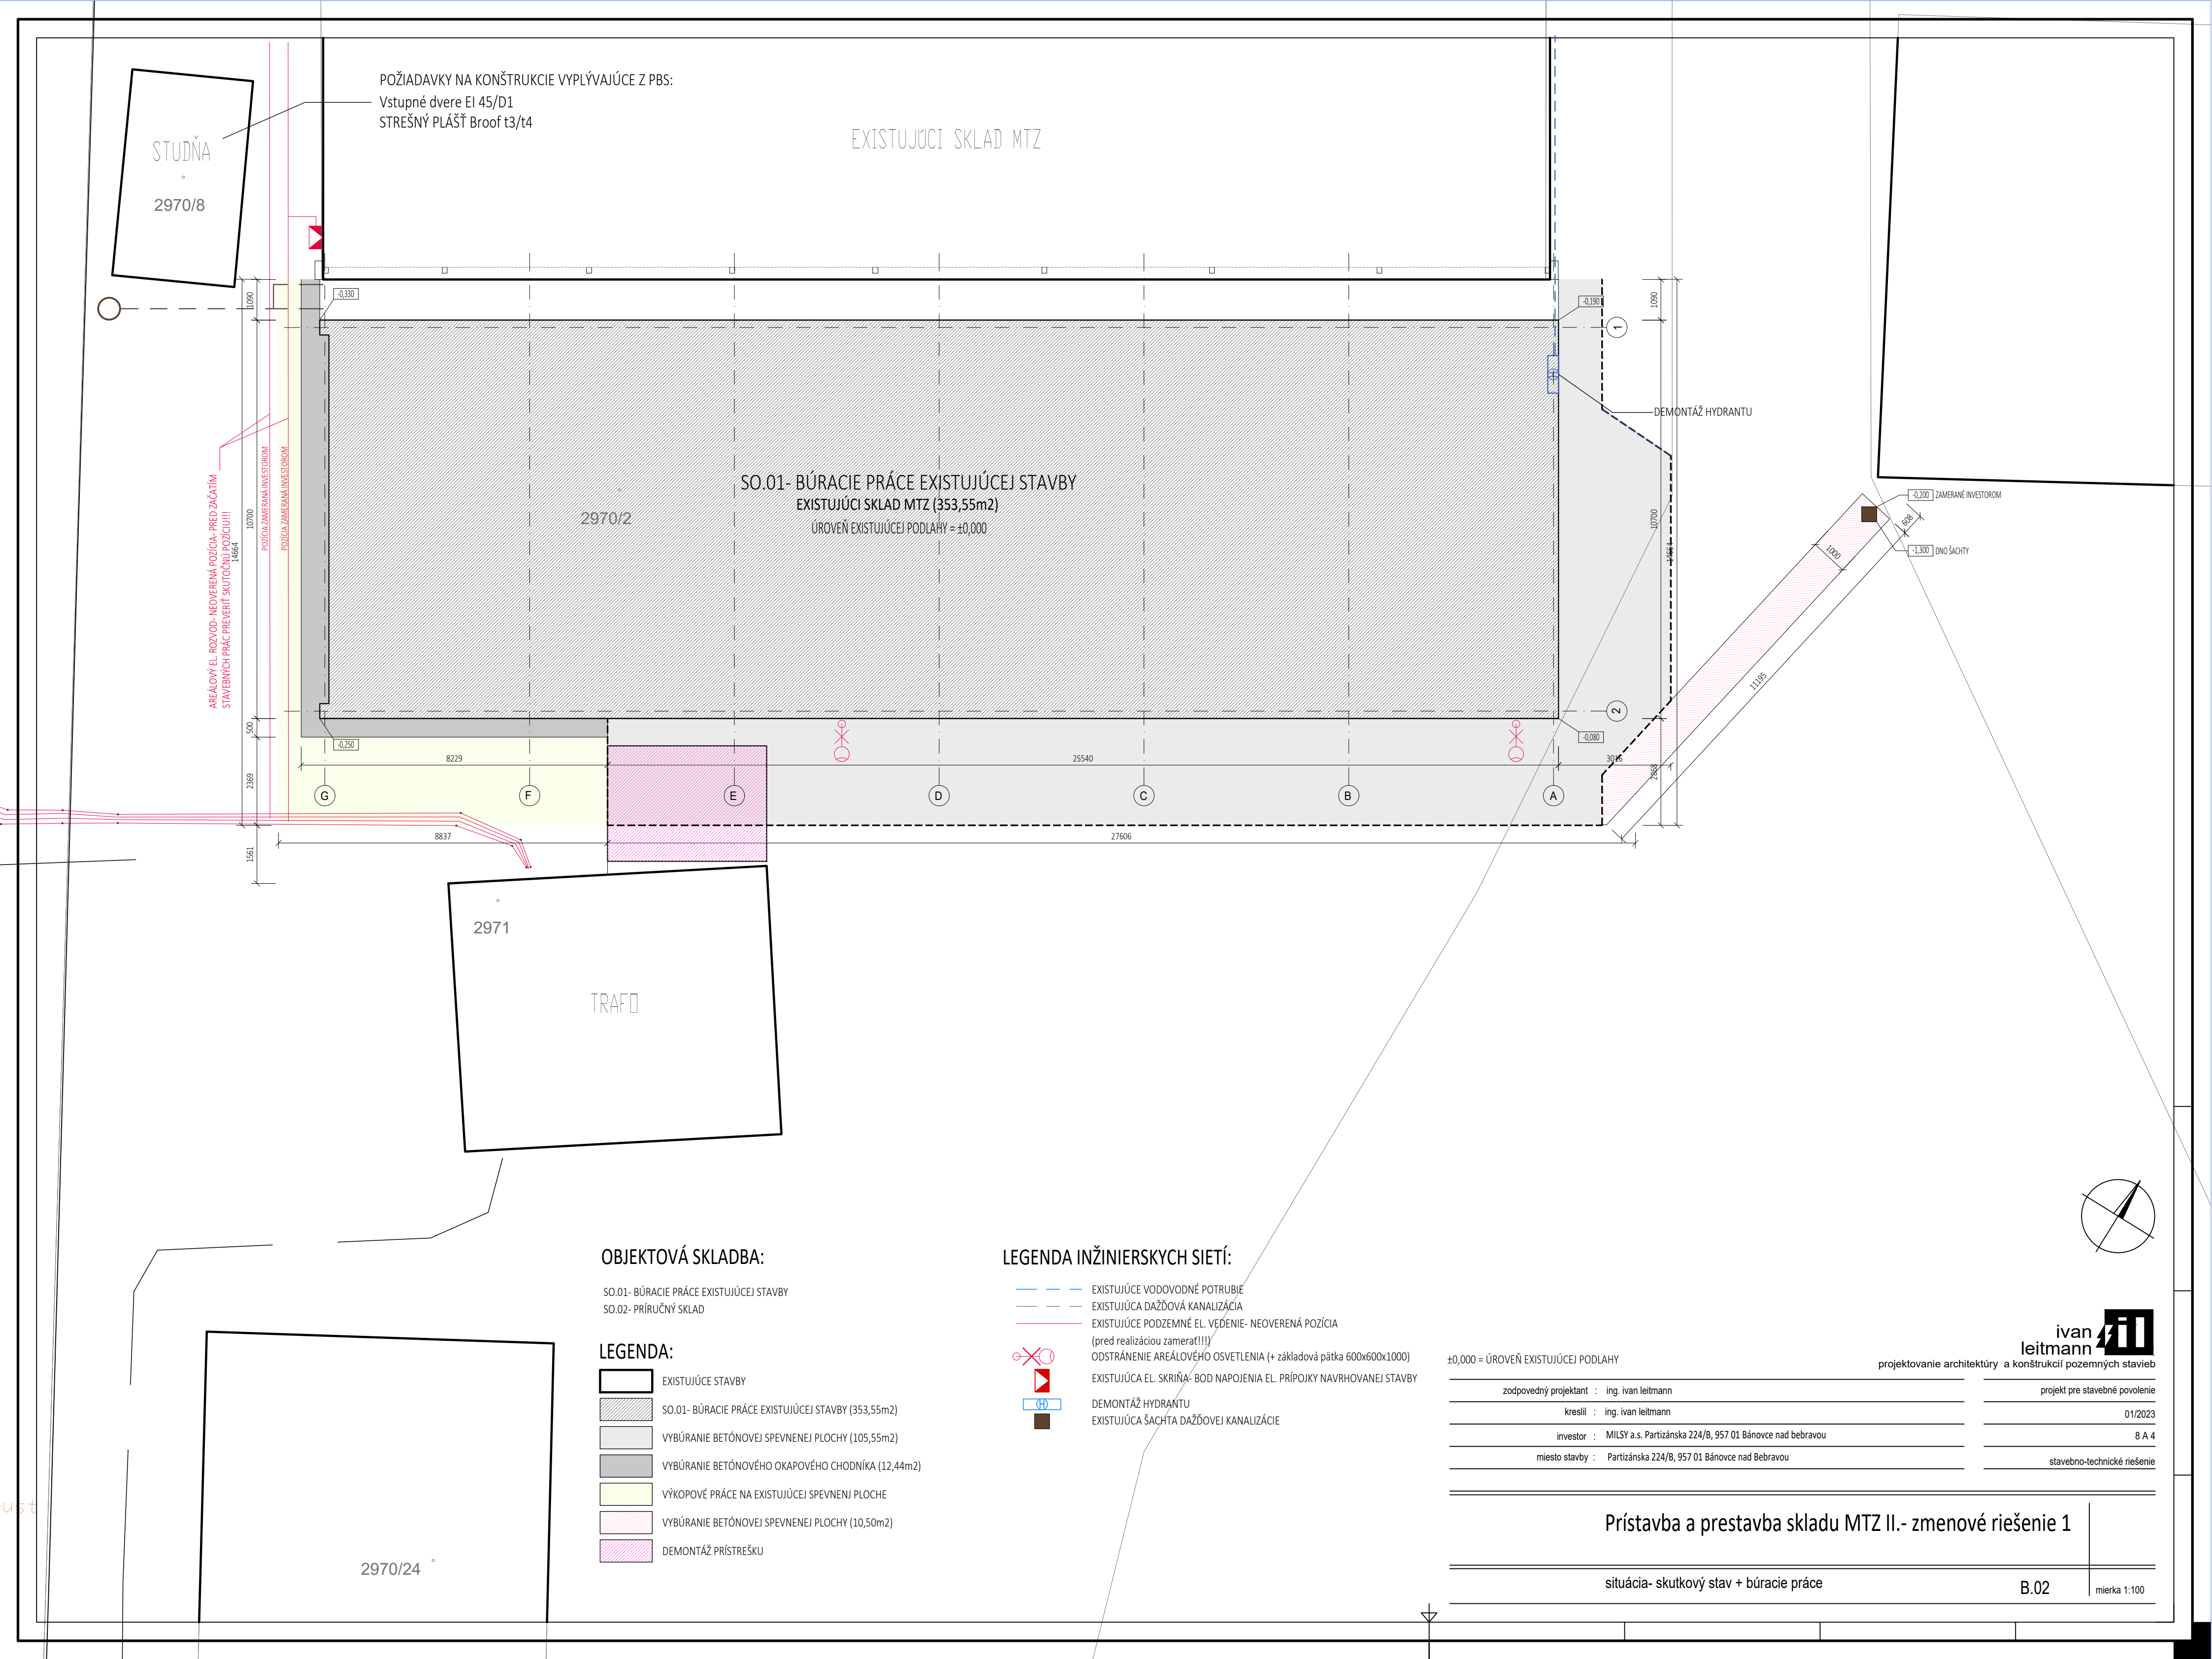 POŽIADAVKY NA KONŠTRUKCIE VYPLÝVAJÚCE Z PBS:
Vstupné dvere EI 45/D1
STREŠNÝ PLÁŠŤ Broof t3/t4
STUDŇA
2970/8
EXISTUJÚCI SKLAD MTZ
-0,330
-0,190
1090
1090
1
DEMONTÁŽ HYDRANTU
H
SO.01- BÚRACIE PRÁCE EXISTUJÚCEJ STAVBY
EXISTUJÚCI SKLAD MTZ (353,55m2)
ÚROVEŇ EXISTUJÚCEJ PODLAHY = ±0,000
2970/2
AREÁLOVÝ EL. ROZVOD- NEOVERENÁ POZÍCIA- PRED ZAČATÍM
STAVEBNÝCH PRÁC PREVERIŤ SKUTOČNÚ POZÍCIU!!!
14664
10700
POZÍCIA ZAMERANÁ INVESTOROM
POZÍCIA ZAMERANÁ INVESTOROM
10700
14664
-0,200 ZAMERANÉ INVESTOROM
608
-1,300 DNO ŠACHTY
1000
11195
500
2369
1561
-0,250
-0,080
2
8229
25540
3016
2868
G
F
E
D
C
B
A
8837
27606
2971
TRAFO
2970/24
OBJEKTOVÁ SKLADBA:
SO.01- BÚRACIE PRÁCE EXISTUJÚCEJ STAVBY
SO.02- PRÍRUČNÝ SKLAD
LEGENDA:
EXISTUJÚCE STAVBY
SO.01- BÚRACIE PRÁCE EXISTUJÚCEJ STAVBY (353,55m2)
VYBÚRANIE BETÓNOVEJ SPEVNENEJ PLOCHY (105,55m2)
VYBÚRANIE BETÓNOVÉHO OKAPOVÉHO CHODNÍKA (12,44m2)
VÝKOPOVÉ PRÁCE NA EXISTUJÚCEJ SPEVNENJ PLOCHE
VYBÚRANIE BETÓNOVEJ SPEVNENEJ PLOCHY (10,50m2)
DEMONTÁŽ PRÍSTREŠKU
LEGENDA INŽINIERSKYCH SIETÍ:
EXISTUJÚCE VODOVODNÉ POTRUBIE
EXISTUJÚCA DAŽĎOVÁ KANALIZÁCIA
EXISTUJÚCE PODZEMNÉ EL. VEDENIE- NEOVERENÁ POZÍCIA
(pred realizáciou zamerať!!!)
ODSTRÁNENIE AREÁLOVÉHO OSVETLENIA (+ základová pätka 600x600x1000)
EXISTUJÚCA EL. SKRIŇA- BOD NAPOJENIA EL. PRÍPOJKY NAVRHOVANEJ STAVBY
H DEMONTÁŽ HYDRANTU
EXISTUJÚCA ŠACHTA DAŽĎOVEJ KANALIZÁCIE
ivan
leitmann
il
projektovanie architektúry a konštrukcií pozemných stavieb
±0,000 = ÚROVEŇ EXISTUJÚCEJ PODLAHY
zodpovedný projektant : ing. ivan leitmann
projekt pre stavebné povolenie
kreslil : ing. ivan leitmann
01/2023
investor : MILSY a.s. Partizánska 224/B, 957 01 Bánovce nad bebravou
8 A 4
miesto stavby : Partizánska 224/B, 957 01 Bánovce nad Bebravou
stavebno-technické riešenie
Prístavba a prestavba skladu MTZ II.- zmenové riešenie 1
situácia- skutkový stav + búracie práce
B.02
mierka 1:100